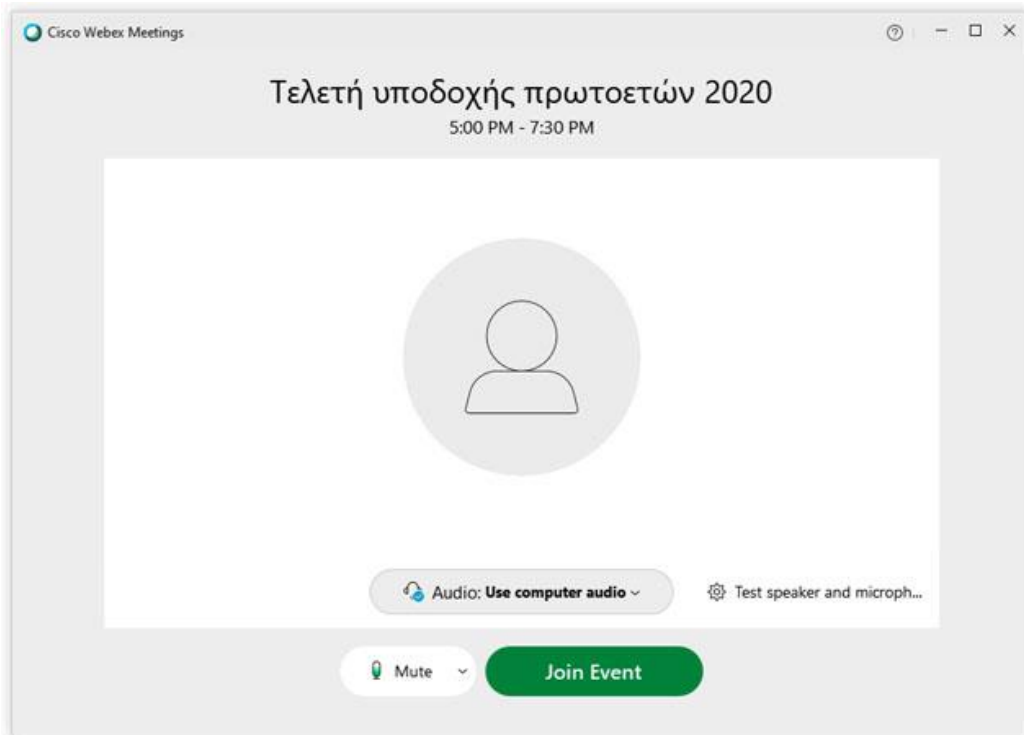 Cisco Webex Meetings
Τελετή υποδοχής πρωτοετών 2020
5:00 PM - 7:30 PM
Audio: Use computer audio
Test speaker and microph...
Mute
Join Event